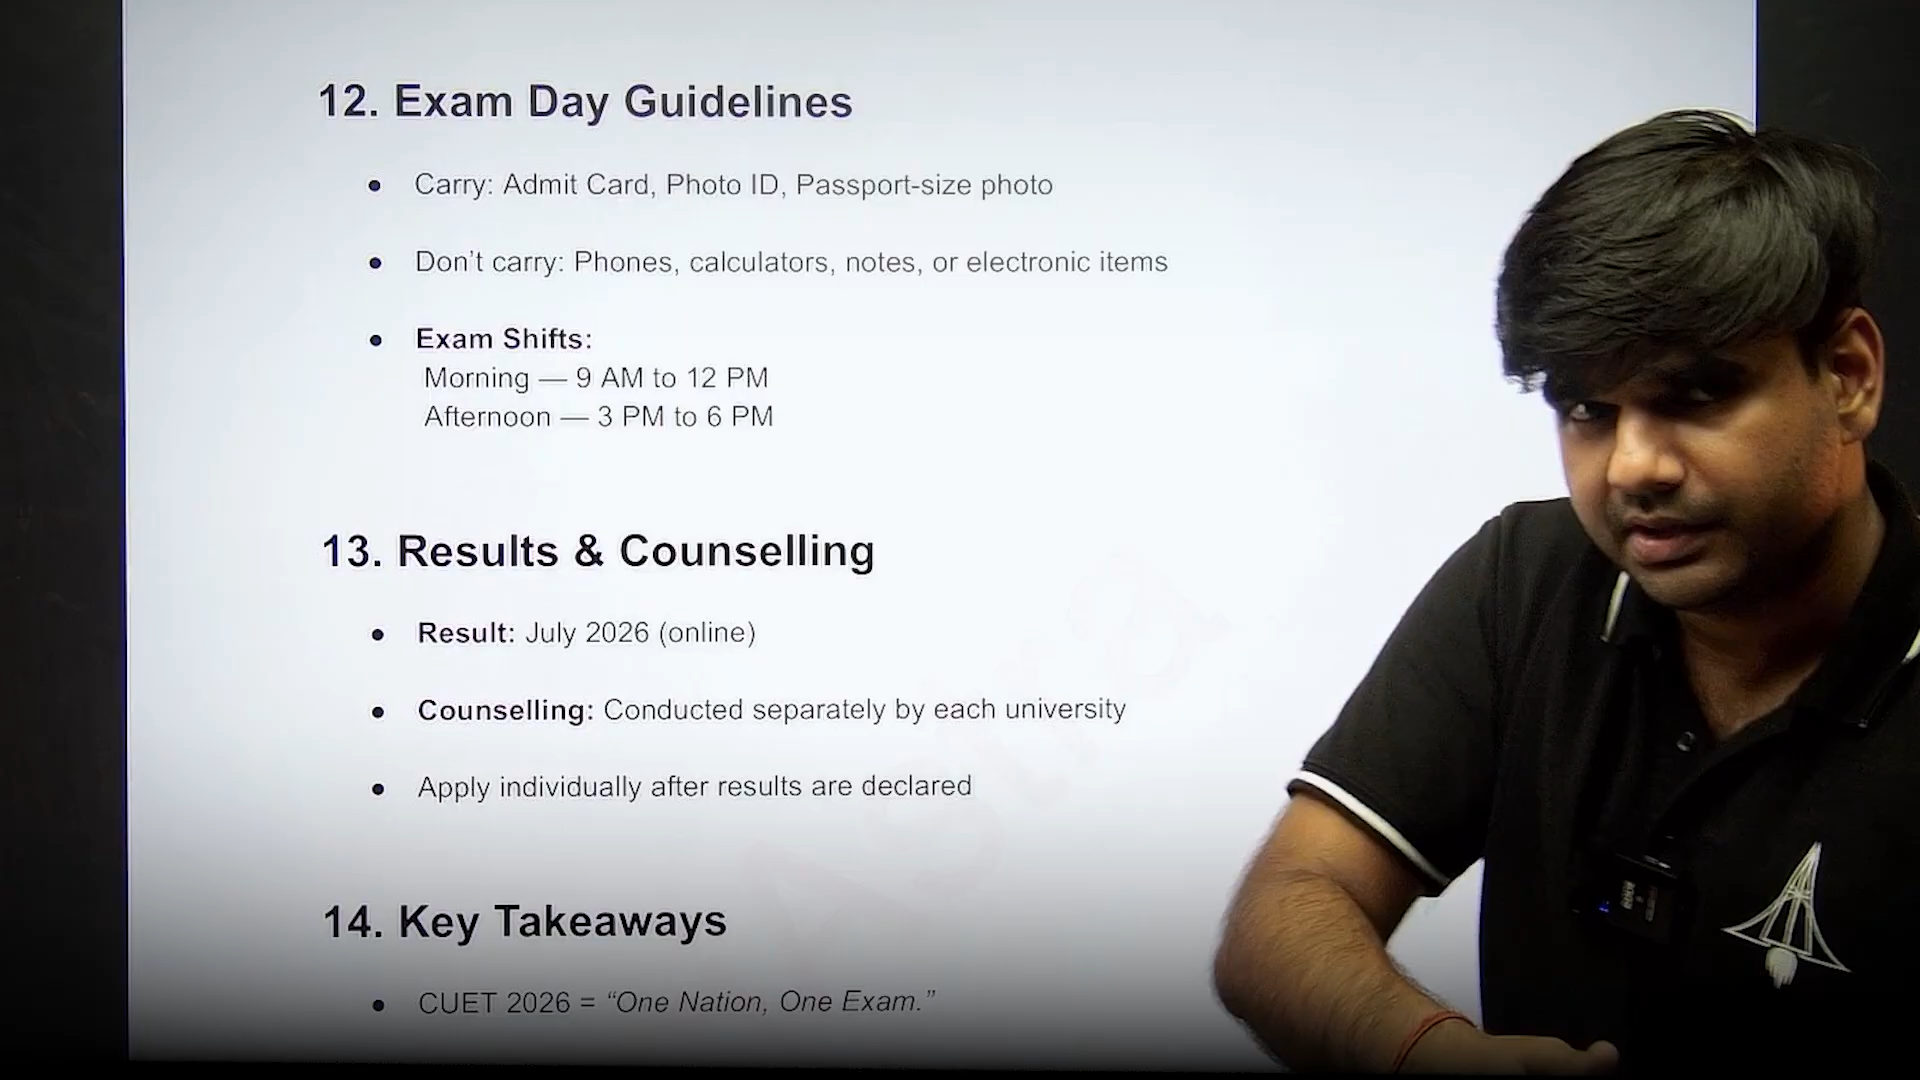 12. Exam Day Guidelines
● Carry: Admit Card, Photo ID, Passport-size photo
● Don’t carry: Phones, calculators, notes, or electronic items
● Exam Shifts:
Morning — 9 AM to 12 PM
Afternoon — 3 PM to 6 PM
13. Results & Counselling
● Result: July 2026 (online)
● Counselling: Conducted separately by each university
● Apply individually after results are declared
14. Key Takeaways
● CUET 2026 = “One Nation, One Exam.”